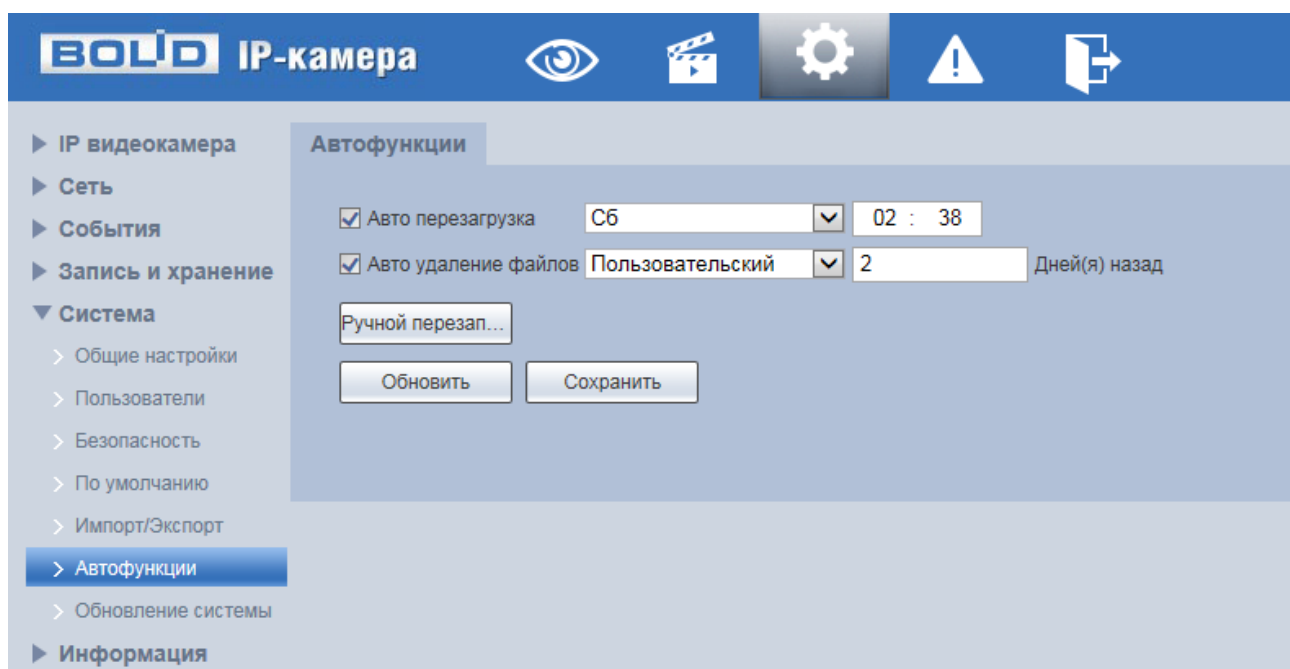 BOLID IP-камера
IP видеокамера
Сеть
События
Запись и хранение
Система
Общие настройки
Пользователи
Безопасность
По умолчанию
Импорт/Экспорт
Автофункции
Обновление системы
Информация
Автофункции
Авто перезагрузка Сб 02 : 38
Авто удаление файлов Пользовательский 2 Дней(я) назад
Ручной перезап...
Обновить Сохранить